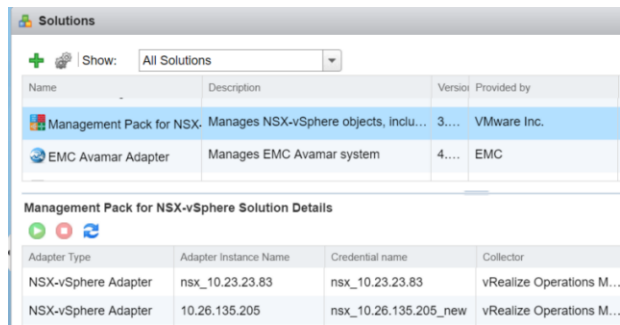 Solutions
Show: All Solutions
Name Description Version Provided by
Management Pack for NSX- Manages NSX-vSphere objects, inclu... 3.... VMware Inc.
EMC Avamar Adapter Manages EMC Avamar system 4.... EMC
Management Pack for NSX-vSphere Solution Details
Adapter Type Adapter Instance Name Credential name Collector
NSX-vSphere Adapter nsx_10.23.23.83 nsx_10.23.23.83 vRealize Operations M...
NSX-vSphere Adapter 10.26.135.205 nsx_10.26.135.205_new vRealize Operations M...